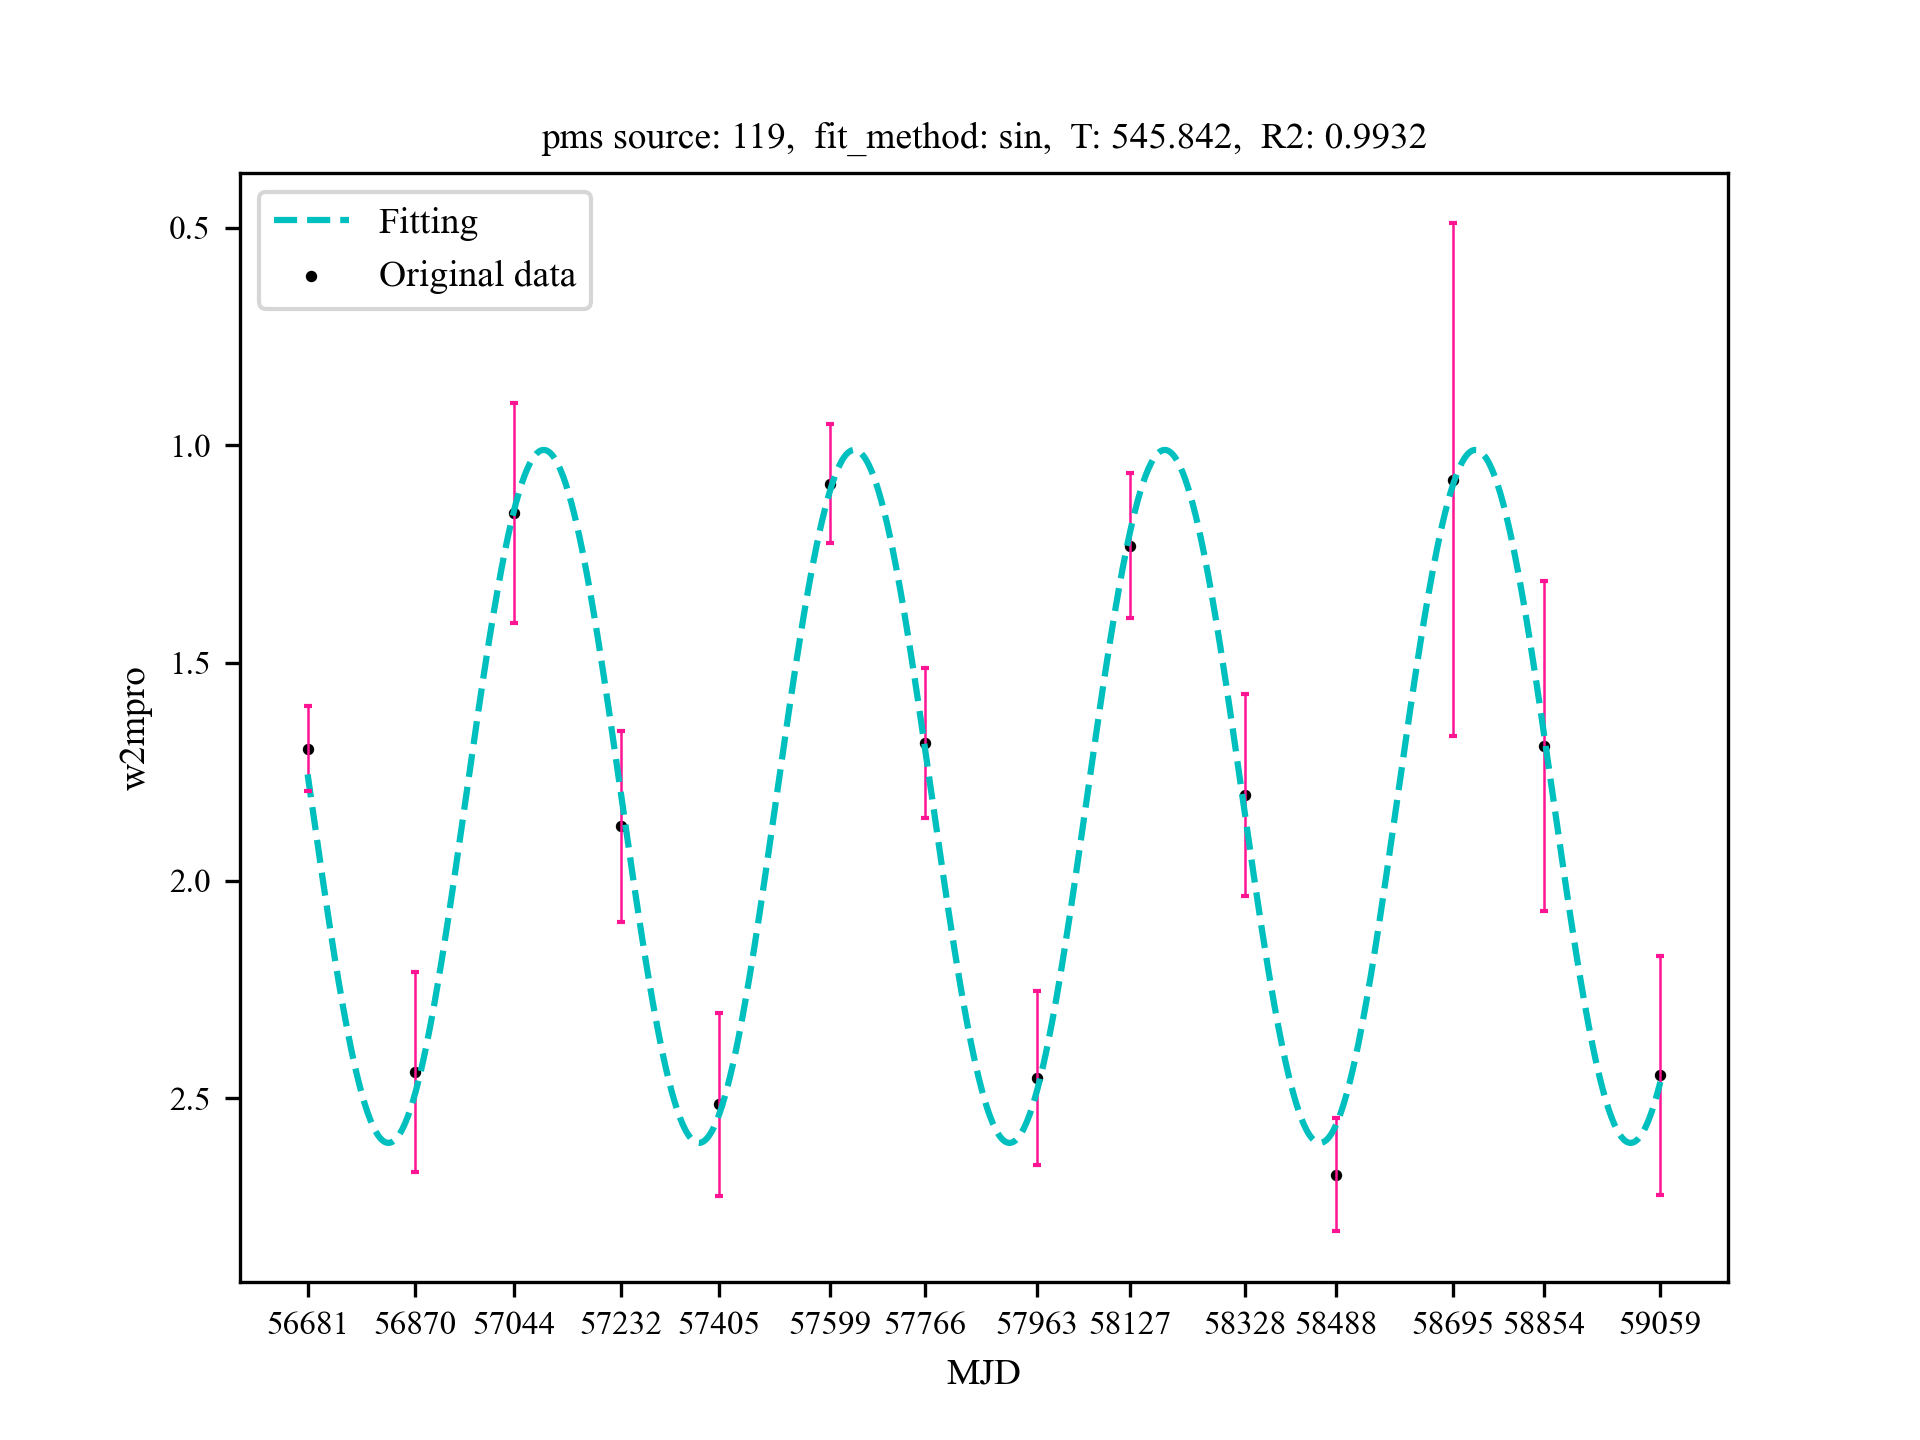 pms source: 119,  fit_method: sin,  T: 545.842,  R2: 0.9932
Fitting
Original data
0.5
1.0
1.5
2.0
2.5
w2mpro
56681 56870 57044 57232 57405 57599 57766 57963 58127 58328 58488 58695 58854 59059
MJD